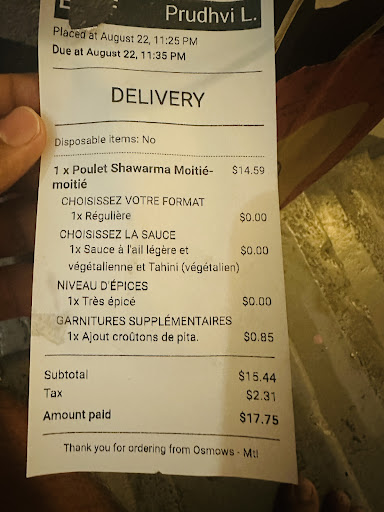 Prudhvi L.
Placed at August 22, 11:25 PM
Due at August 22, 11:35 PM
DELIVERY
Disposable items: No
1 x Poulet Shawarma Moitié- $14.59
moitié
CHOISISSEZ VOTRE FORMAT
1x Régulière $0.00
CHOISISSEZ LA SAUCE
1x Sauce à l'ail légère et $0.00
végétalienne et Tahini (végétalien)
NIVEAU D'ÉPICES
1x Très épicé $0.00
GARNITURES SUPPLÉMENTAIRES
1x Ajout croûtons de pita. $0.85
Subtotal $15.44
Tax $2.31
Amount paid $17.75
Thank you for ordering from Osmows - Mtl